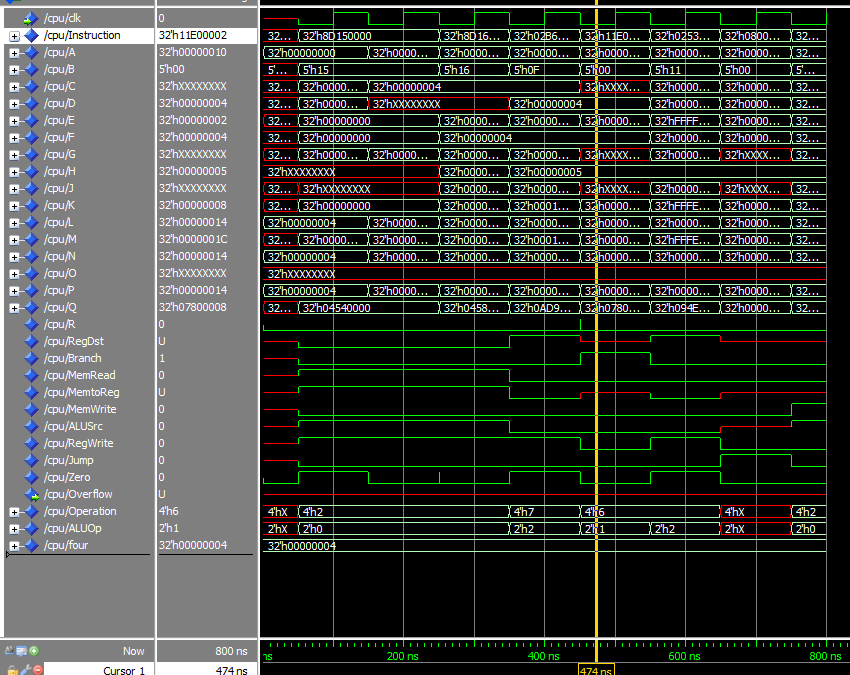 /cpu/clk 0
/cpu/Instruction 32'h11E00002 32... 32'h8D150000 32'h8D16... 32'h02B6... 32'h11E0... 32'h0253... 32'h0800... 32...
/cpu/A 32'h00000010 32'h00000000 32'h0000... 32'h0000... 32'h0000... 32'h0000... 32'h0000... 32'h0000... 32...
/cpu/B 5'h00 5'... 5'h15 5'h16 5'h0F 5'h00 5'h11 5'h00 5'...
/cpu/C 32'hXXXXXXXX 32... 32'h0000... 32'h00000004 32'hXXXX... 32'h0000... 32'h0000... 32...
/cpu/D 32'h00000004 32... 32'h0000... 32'hXXXXXXXX 32'h00000004 32'h0000... 32'h0000... 32...
/cpu/E 32'h00000002 32... 32'h00000000 32'h0000... 32'h0000... 32'h0000... 32'hFFFF... 32'h0000... 32...
/cpu/F 32'h00000004 32... 32'h00000000 32'h00000004 32'h0000... 32'h0000... 32...
/cpu/G 32'hXXXXXXXX 32... 32'h0000... 32'h0000... 32'h0000... 32'h0000... 32'hXXXX... 32'h0000... 32'hXXXX... 32...
/cpu/H 32'h00000005 32'hXXXXXXXX 32'h0000... 32'h00000005
/cpu/J 32'hXXXXXXXX 32... 32'hXXXXXXXX 32'h0000... 32'h0000... 32'hXXXX... 32'h0000... 32'hXXXX... 32...
/cpu/K 32'h00000008 32... 32'h00000000 32'h0000... 32'h0001... 32'h0000... 32'hFFFE... 32'h0000... 32...
/cpu/L 32'h00000014 32'h00000004 32'h0000... 32'h0000... 32'h0000... 32'h0000... 32'h0000... 32'h0000... 32...
/cpu/M 32'h0000001C 32... 32'h0000... 32'h0000... 32'h0000... 32'h0001... 32'h0000... 32'hFFFE... 32'h0000... 32...
/cpu/N 32'h00000014 32'h00000004 32'h0000... 32'h0000... 32'h0000... 32'h0000... 32'h0000... 32'h0000... 32...
/cpu/O 32'hXXXXXXXX 32'hXXXXXXXX
/cpu/P 32'h00000014 32'h00000004 32'h0000... 32'h0000... 32'h0000... 32'h0000... 32'h0000... 32'h0000... 32...
/cpu/Q 32'h07800008 32... 32'h04540000 32'h0458... 32'h0AD9... 32'h0780... 32'h094E... 32'h0000... 32...
/cpu/R 0
/cpu/RegDst U
/cpu/Branch 1
/cpu/MemRead 0
/cpu/MemtoReg U
/cpu/MemWrite 0
/cpu/ALUSrc 0
/cpu/RegWrite 0
/cpu/Jump 0
/cpu/Zero 0
/cpu/Overflow U
/cpu/Operation 4'h6 4'hX 4'h2 4'h7 4'h6 4'hX 4'h2
/cpu/ALUOp 2'h1 2'hX 2'h0 2'h2 2'h1 2'h2 2'hX 2'h0
/cpu/four 32'h00000004 32'h00000004
Now 800 ns ns 200 ns 400 ns 600 ns 800 ns
Cursor 1 474 ns 474 ns